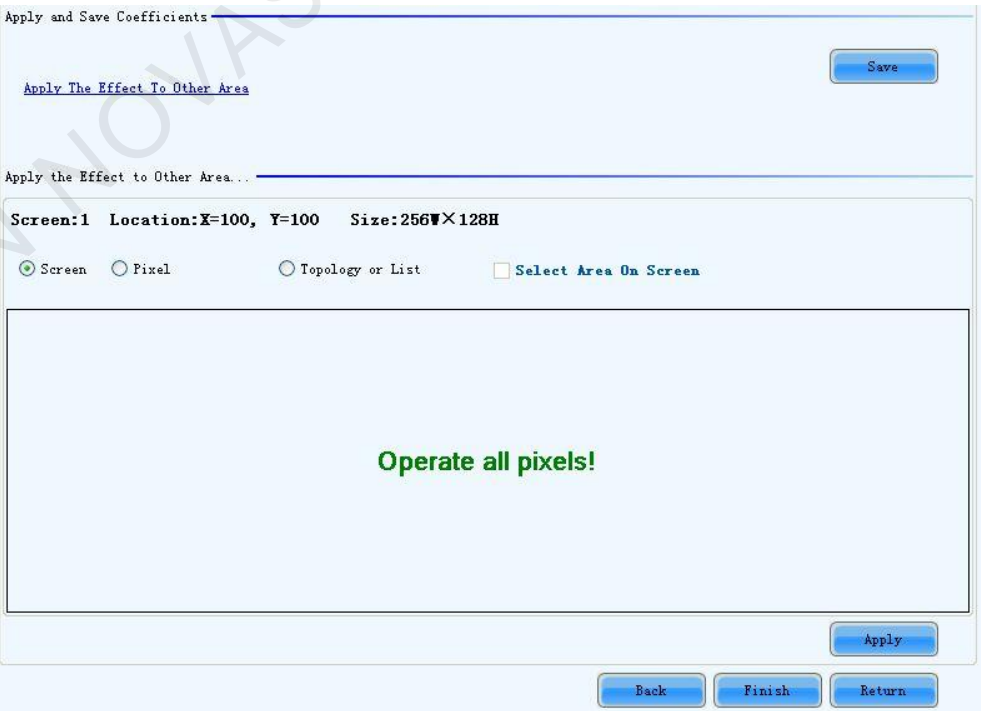 Apply and Save Coefficients
Save
Apply The Effect To Other Area
Apply the Effect to Other Area...
Screen:1 Location:X=100, Y=100 Size:256W×128H
Screen Pixel Topology or List Select Area On Screen
Operate all pixels!
Apply
Back Finish Return